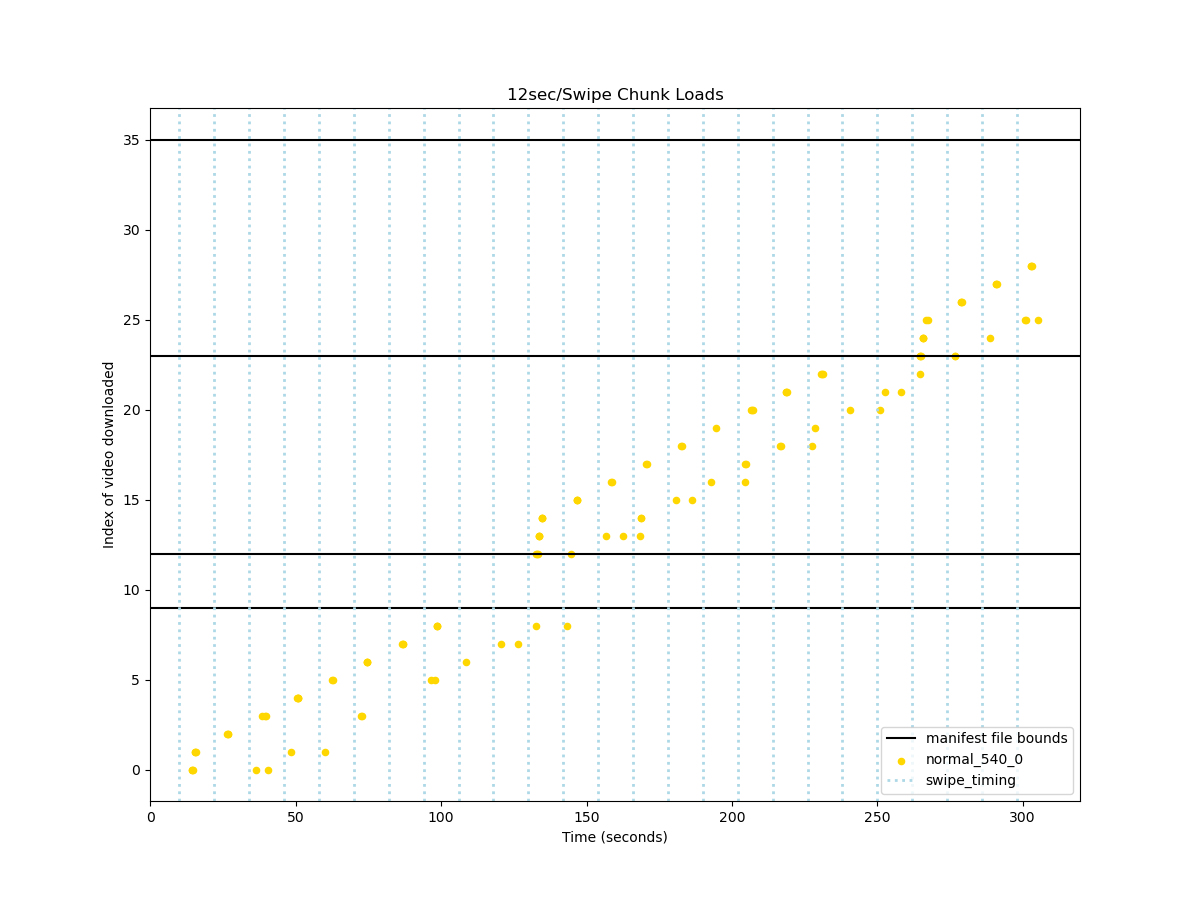 12sec/Swipe Chunk Loads
35
30
25
20
15
10
5
0
Index of video downloaded
manifest file bounds
normal_540_0
swipe_timing
0 50 100 150 200 250 300
Time (seconds)